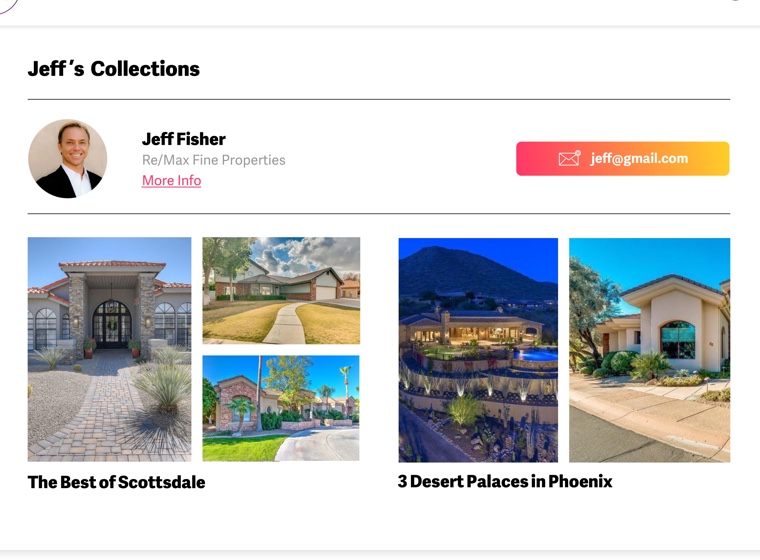 Jeff's Collections
Jeff Fisher
Re/Max Fine Properties
More Info
jeff@gmail.com
The Best of Scottsdale
3 Desert Palaces in Phoenix